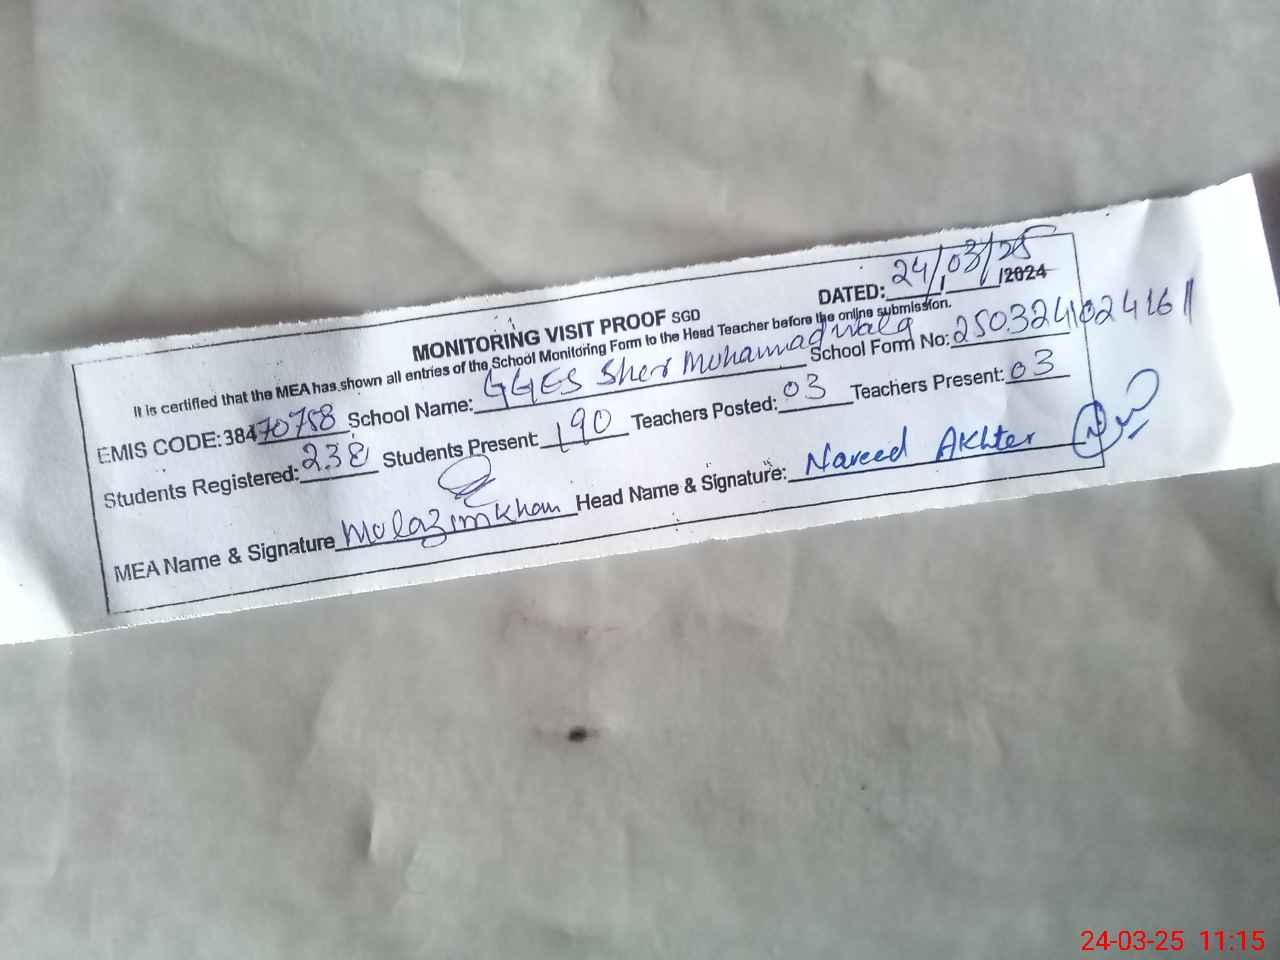 MONITORING VISIT PROOF SGD DATED: 24/03/25 /2024
It is certified that the MEA has shown all entries of the School Monitoring Form to the Head Teacher before the online submission.
EMIS CODE: 38470758 School Name: GGES Sher Mohammadwala School Form No: 25032410241611
Students Registered: 238 Students Present: 190 Teachers Posted: 03 Teachers Present: 03
MEA Name & Signature Mulazim Khan Head Name & Signature: Naveed Akhter
24-03-25 11:15